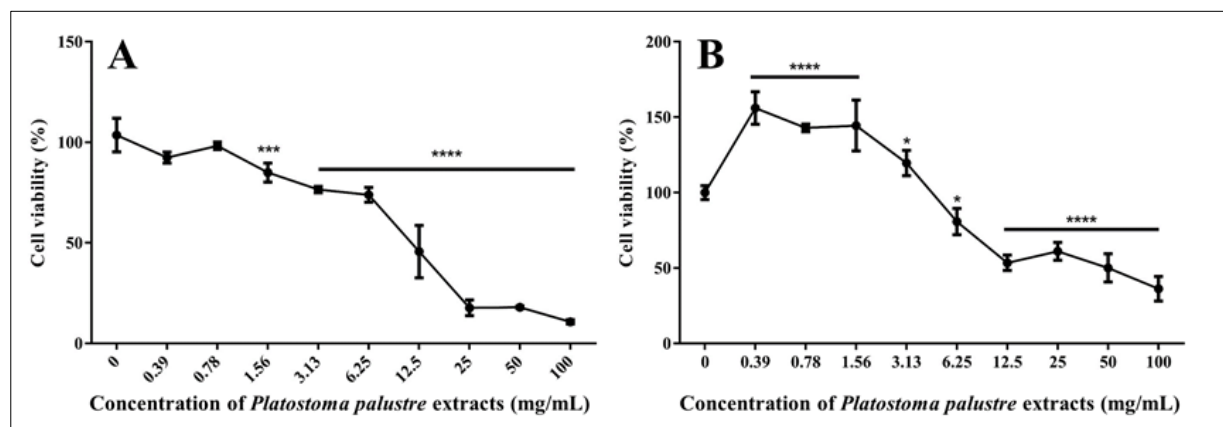 A
Cell viability (%)
150
100
50
0
***
****
0 0.39 0.78 1.56 3.13 6.25 12.5 25 50 100
Concentration of Platostoma palustre extracts (mg/mL)
B
Cell viability (%)
200
150
100
50
0
****
*
*
****
0 0.39 0.78 1.56 3.13 6.25 12.5 25 50 100
Concentration of Platostoma palustre extracts (mg/mL)